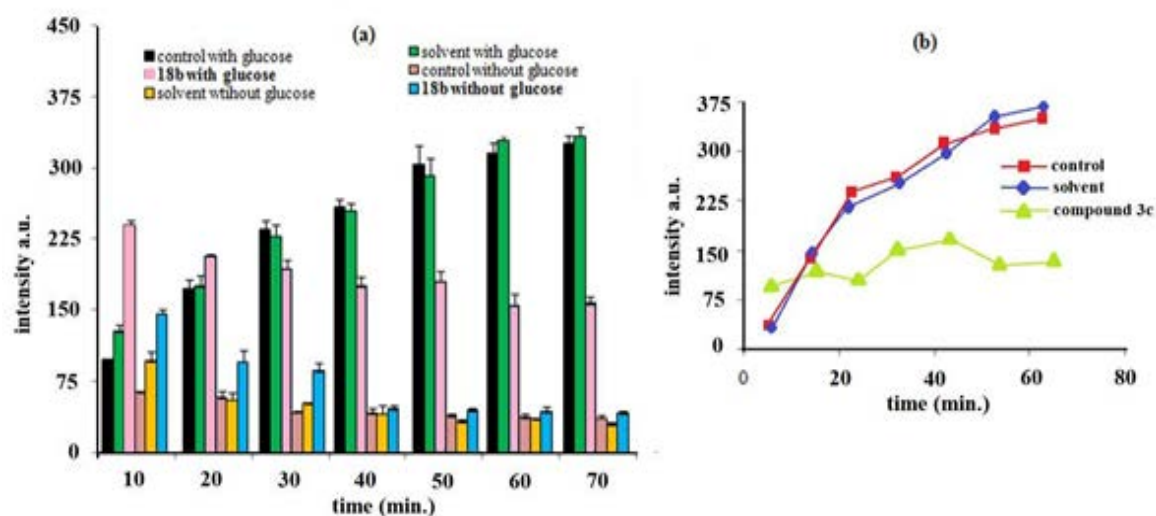 (a)
control with glucose
18b with glucose
solvent wtihout glucose
solvent with glucose
control without glucose
18b without glucose
450
375
300
225
150
75
0
intensity a.u.
10 20 30 40 50 60 70
time (min.)
(b)
375
300
225
150
75
0
intensity a.u.
control
solvent
compound 3c
0 20 40 60 80
time (min.)